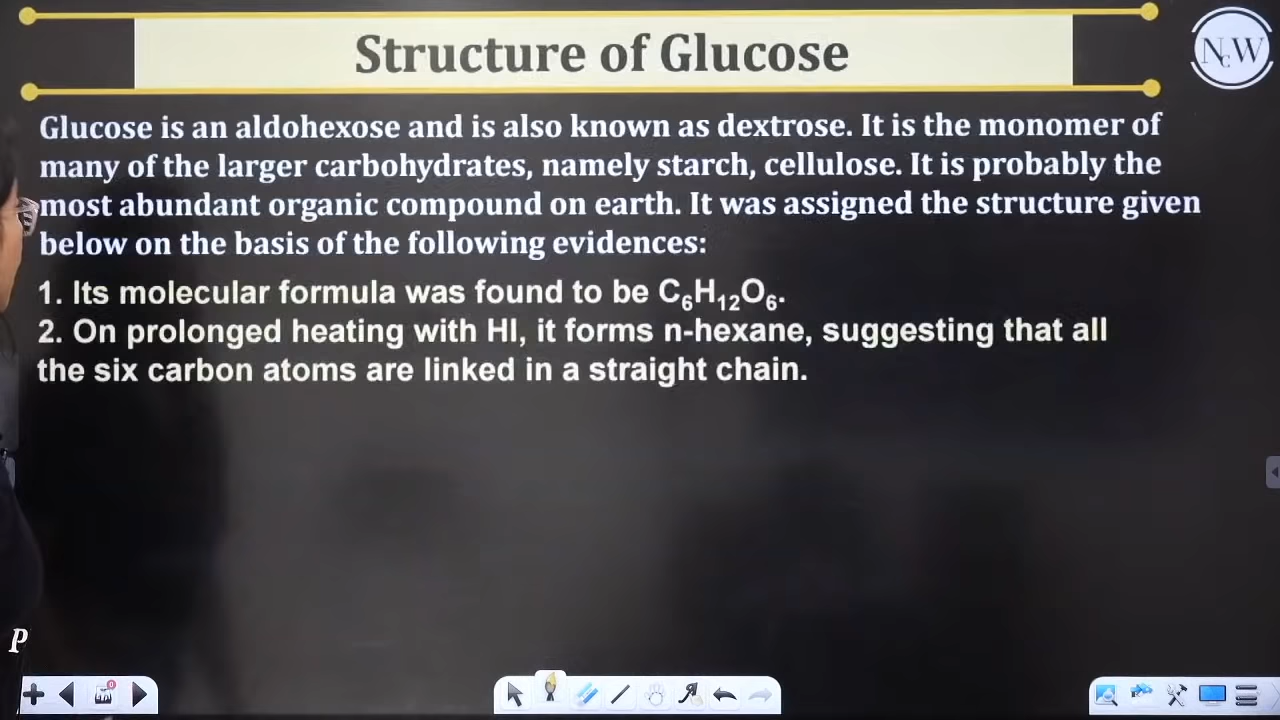 Structure of Glucose
NCW
Glucose is an aldohexose and is also known as dextrose. It is the monomer of
many of the larger carbohydrates, namely starch, cellulose. It is probably the
most abundant organic compound on earth. It was assigned the structure given
below on the basis of the following evidences:
1. Its molecular formula was found to be C₆H₁₂O₆.
2. On prolonged heating with HI, it forms n-hexane, suggesting that all
the six carbon atoms are linked in a straight chain.
P
0